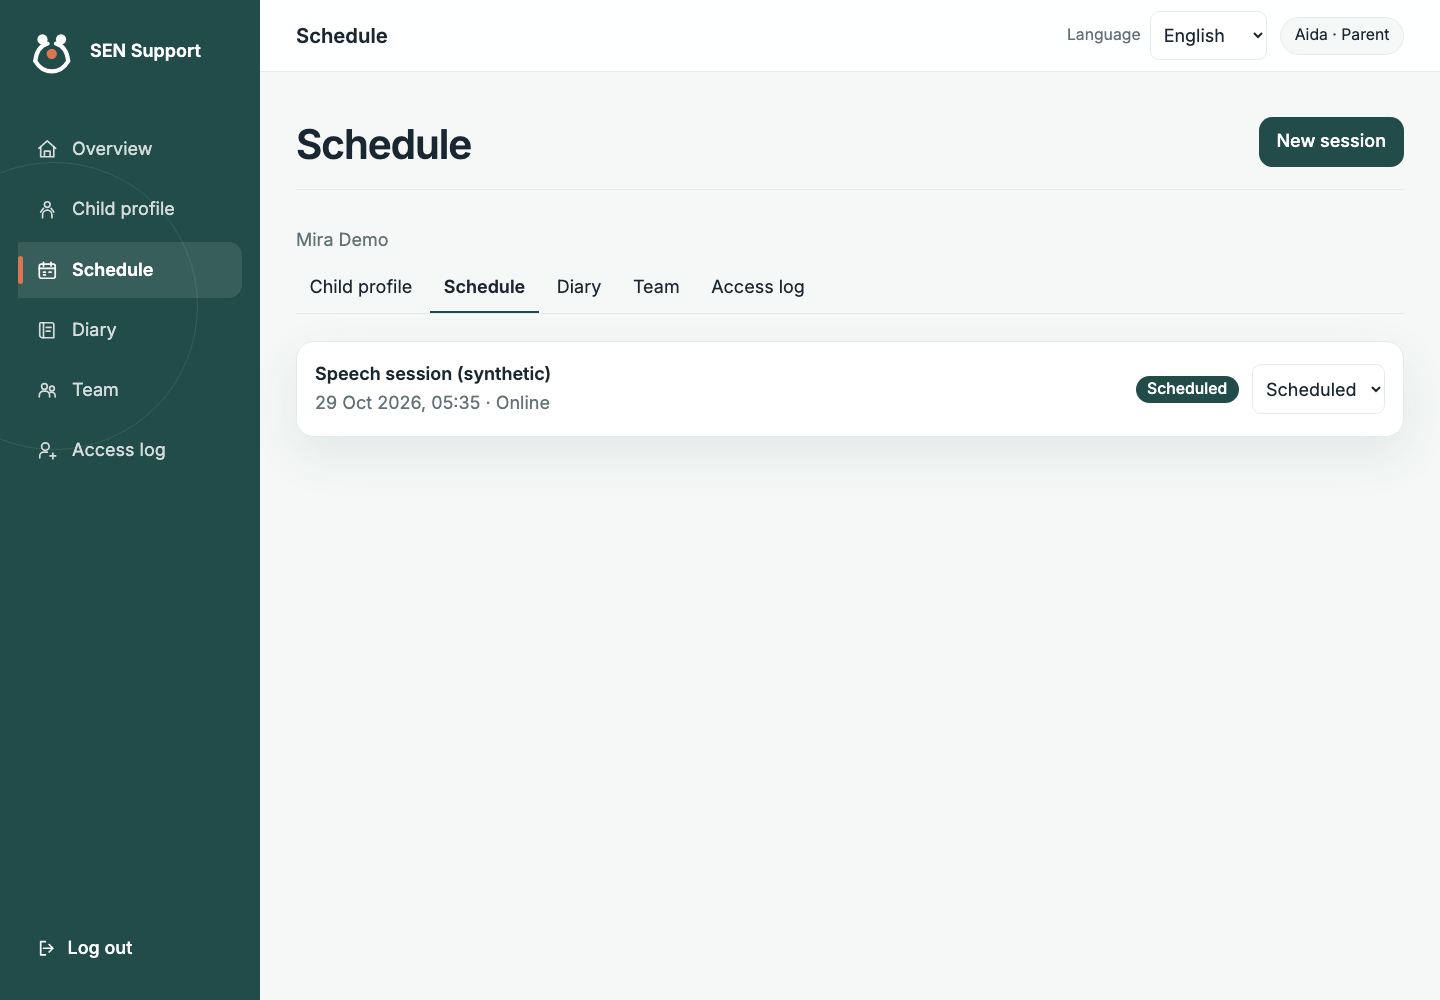 SEN Support
Overview
Child profile
Schedule
Diary
Team
Access log
Log out
Schedule
Language
English
Aida · Parent
Schedule
New session
Mira Demo
Child profile
Schedule
Diary
Team
Access log
Speech session (synthetic)
29 Oct 2026, 05:35 · Online
Scheduled
Scheduled